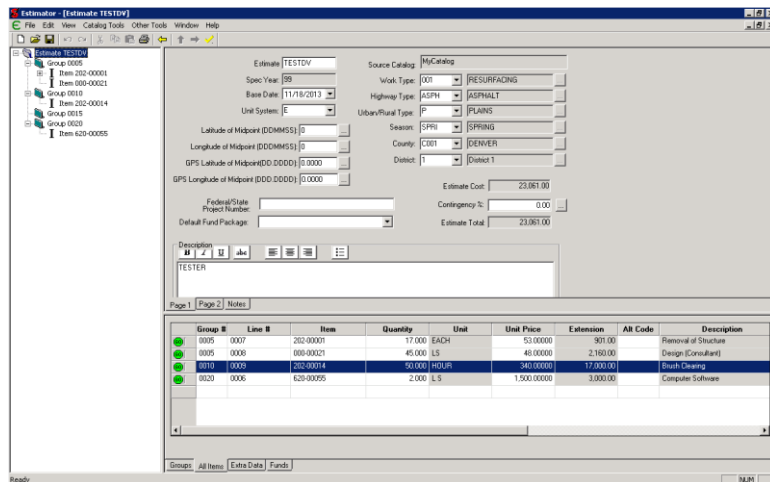 Estimator - [Estimate TESTDV]
File Edit View Catalog Tools Other Tools Window Help
Estimate TESTDV
Group 0005
Item 202-00001
Item 000-00021
Group 0010
Item 202-00014
Group 0015
Group 0020
Item 620-00055
Estimate: TESTDV
Spec Year: 99
Base Date: 11/18/2013
Unit System: E
Latitude of Midpoint (DDMMSS): 0
Longitude of Midpoint (DDDMMSS): 0
GPS Latitude of Midpoint(DD.DDDD): 0.0000
GPS Longitude of Midpoint (DDD.DDDD): 0.0000
Federal/State Project Number:
Default Fund Package:
Source Catalog: MyCatalog
Work Type: 001 RESURFACING
Highway Type: ASPH ASPHALT
Urban/Rural Type: P PLAINS
Season: SPRI SPRING
County: C001 DENVER
District: 1 District 1
Estimate Cost: 23,061.00
Contingency %: 0.00
Estimate Total: 23,061.00
Description
B I U abc
TESTER
Page 1 Page 2 Notes
Group # Line # Item Quantity Unit Unit Price Extension Alt Code Description
0005 0007 202-00001 17.000 EACH 53.00000 901.00 Removal of Structure
0005 0008 000-00021 45.000 LS 48.00000 2,160.00 Design (Consultant)
0010 0009 202-00014 50.000 HOUR 340.00000 17,000.00 Brush Clearing
0020 0006 620-00055 2.000 L S 1,500.00000 3,000.00 Computer Software
Groups All Items Extra Data Funds
Ready NUM